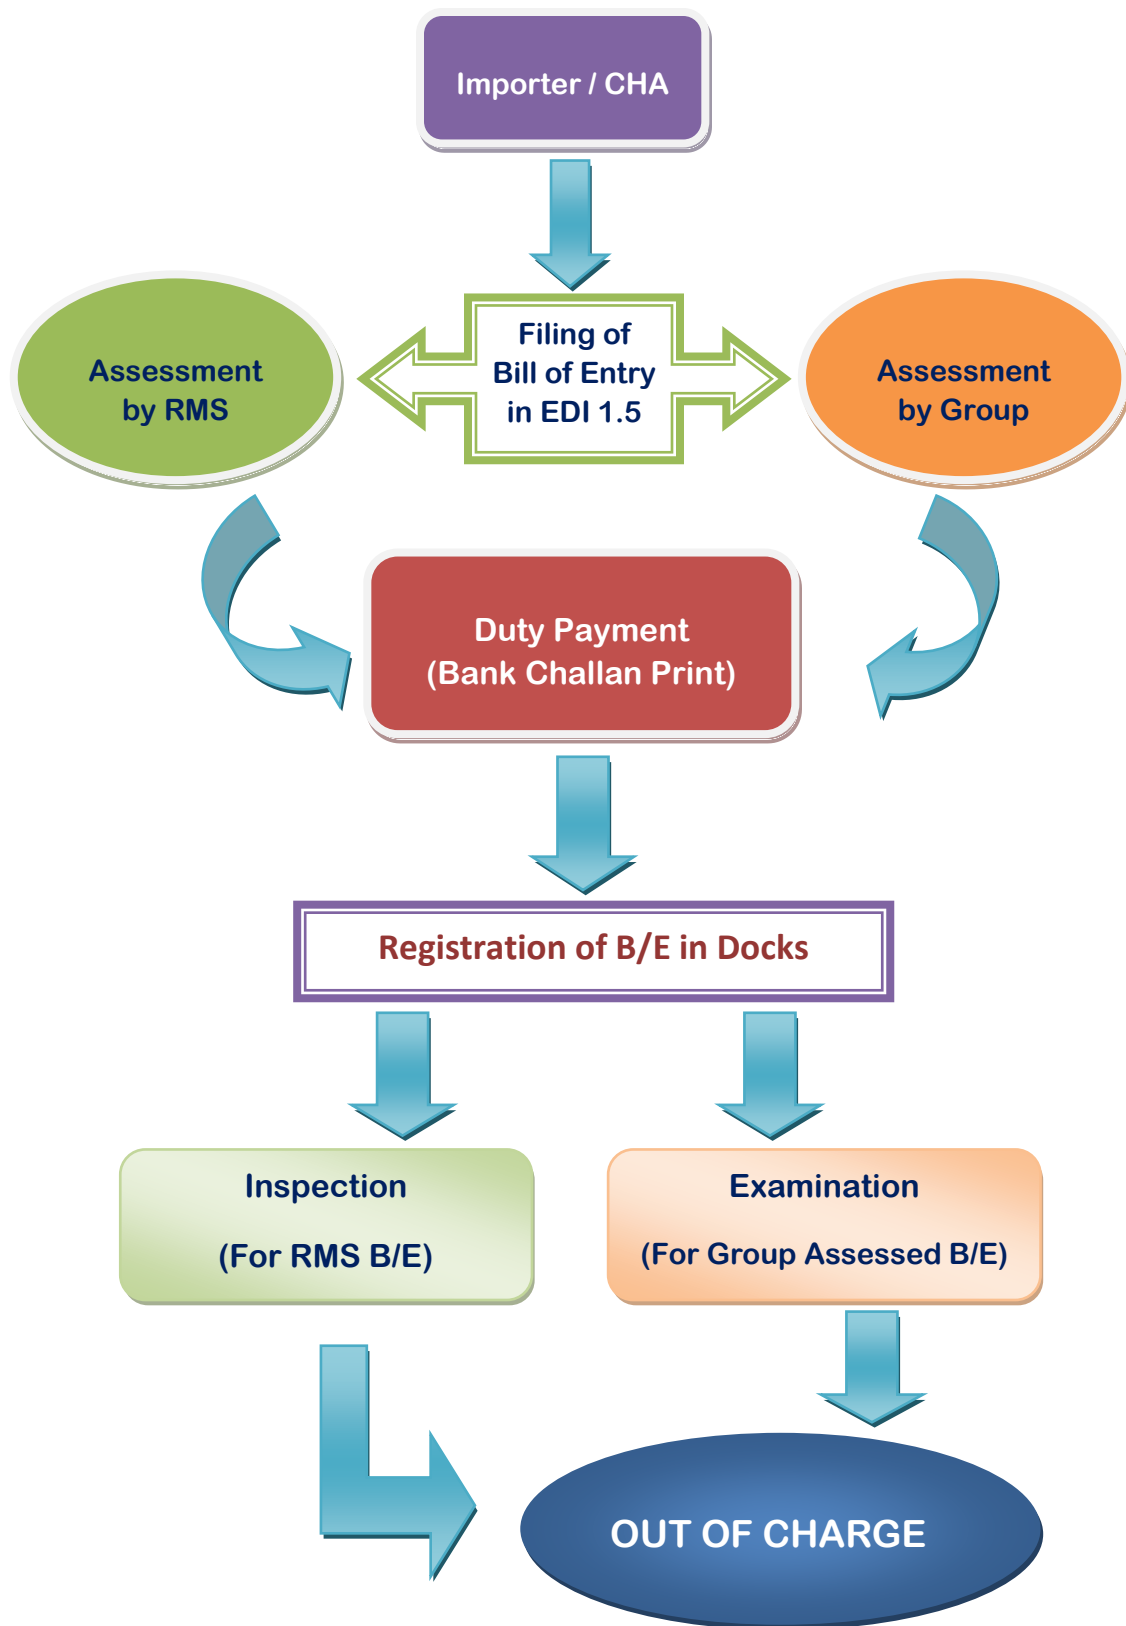 Importer / CHA
Filing of
Bill of Entry
in EDI 1.5
Assessment
by RMS
Assessment
by Group
Duty Payment
(Bank Challan Print)
Registration of B/E in Docks
Inspection
(For RMS B/E)
Examination
(For Group Assessed B/E)
OUT OF CHARGE